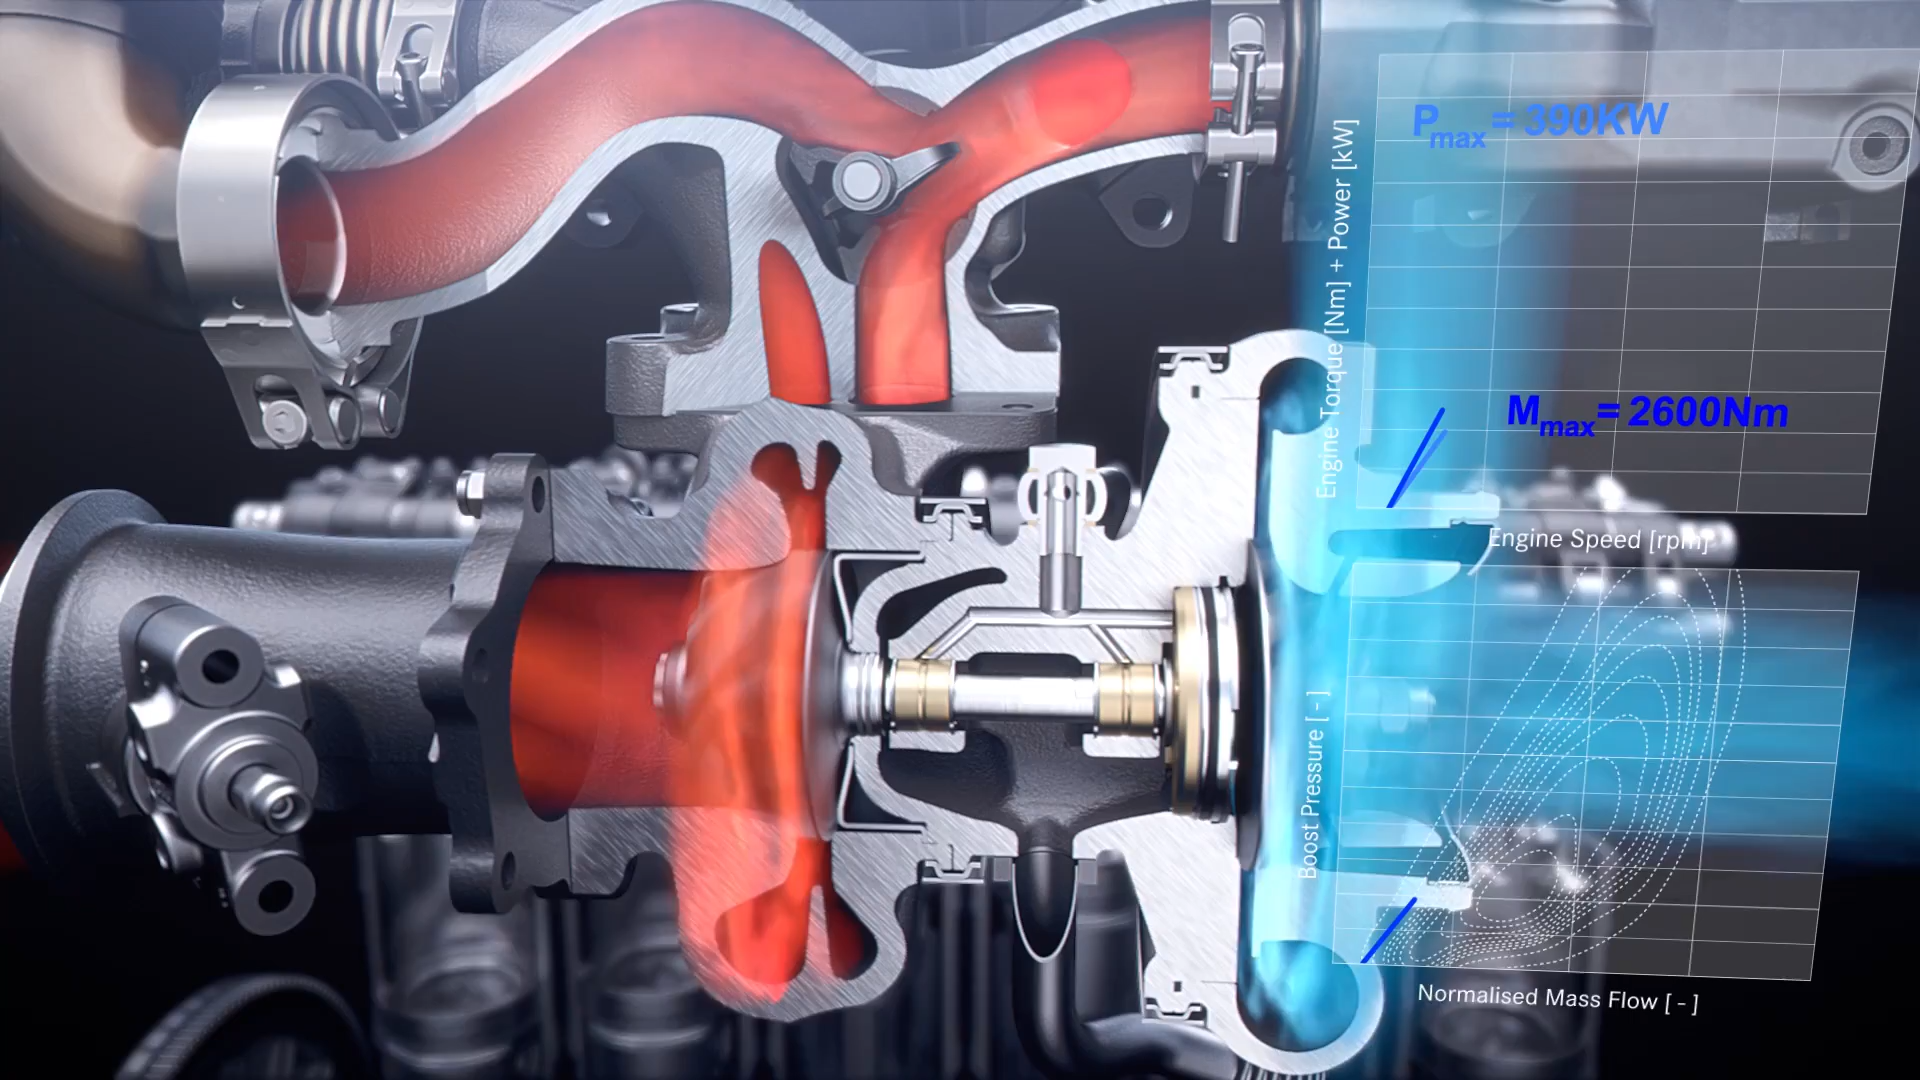 Pmax = 390KW
Engine Torque [Nm] + Power [kW]
Mmax = 2600Nm
Engine Speed [rpm]
Boost Pressure [ - ]
Normalised Mass Flow [ - ]